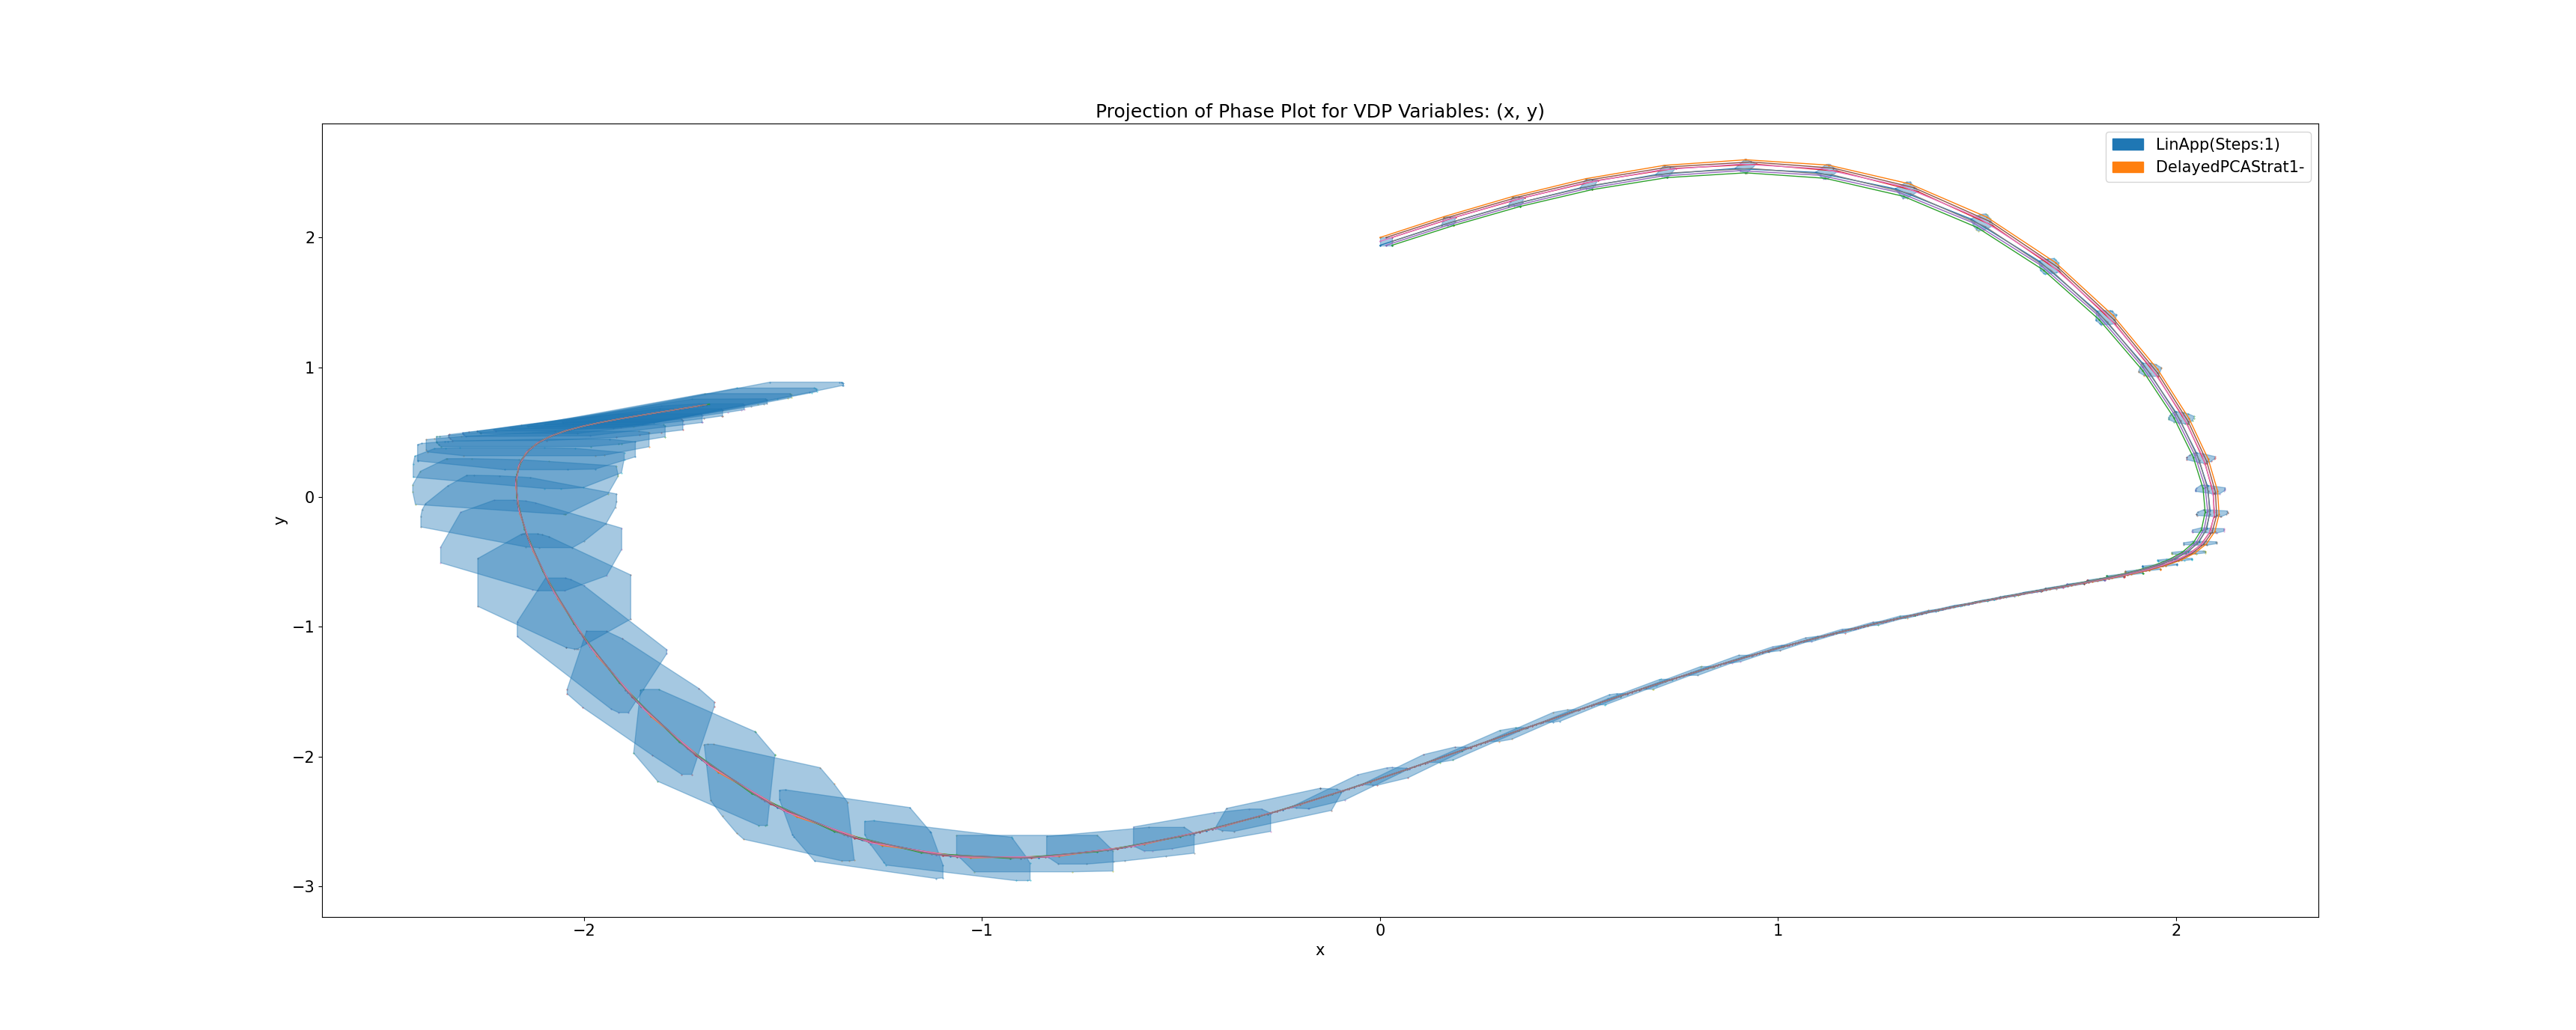 Projection of Phase Plot for VDP Variables: (x, y)
LinApp(Steps:1)
DelayedPCAStrat1-
2
1
0
−1
−2
−3
y
−2 −1 0 1 2
x